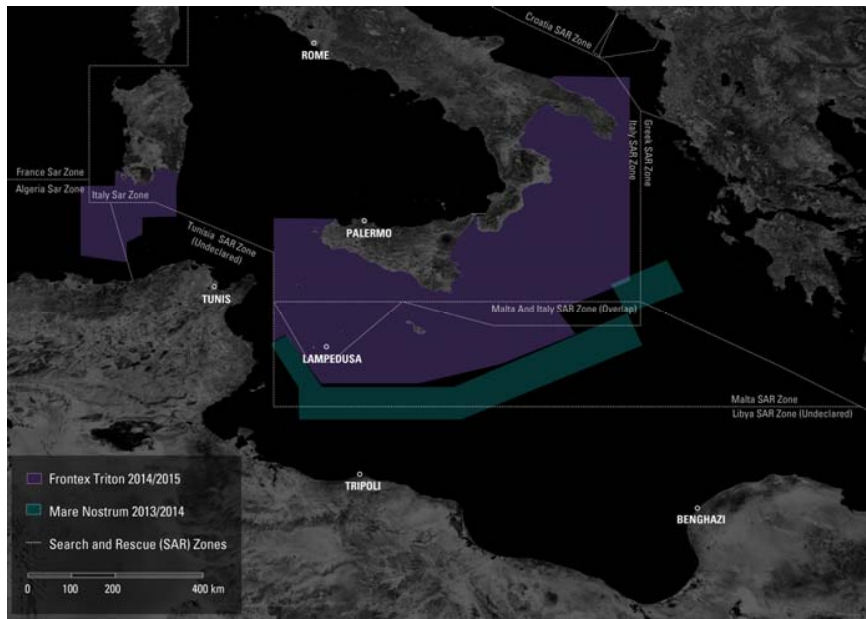 Croatia SAR Zone
ROME
Italy SAR Zone
Greek SAR Zone
France Sar Zone
Algeria Sar Zone
Italy Sar Zone
Tunisia SAR Zone
(Undeclared)
PALERMO
TUNIS
Malta And Italy SAR Zone (Overlap)
LAMPEDUSA
Malta SAR Zone
Libya SAR Zone (Undeclared)
TRIPOLI
BENGHAZI
Frontex Triton 2014/2015
Mare Nostrum 2013/2014
Search and Rescue (SAR) Zones
0 100 200 400 km